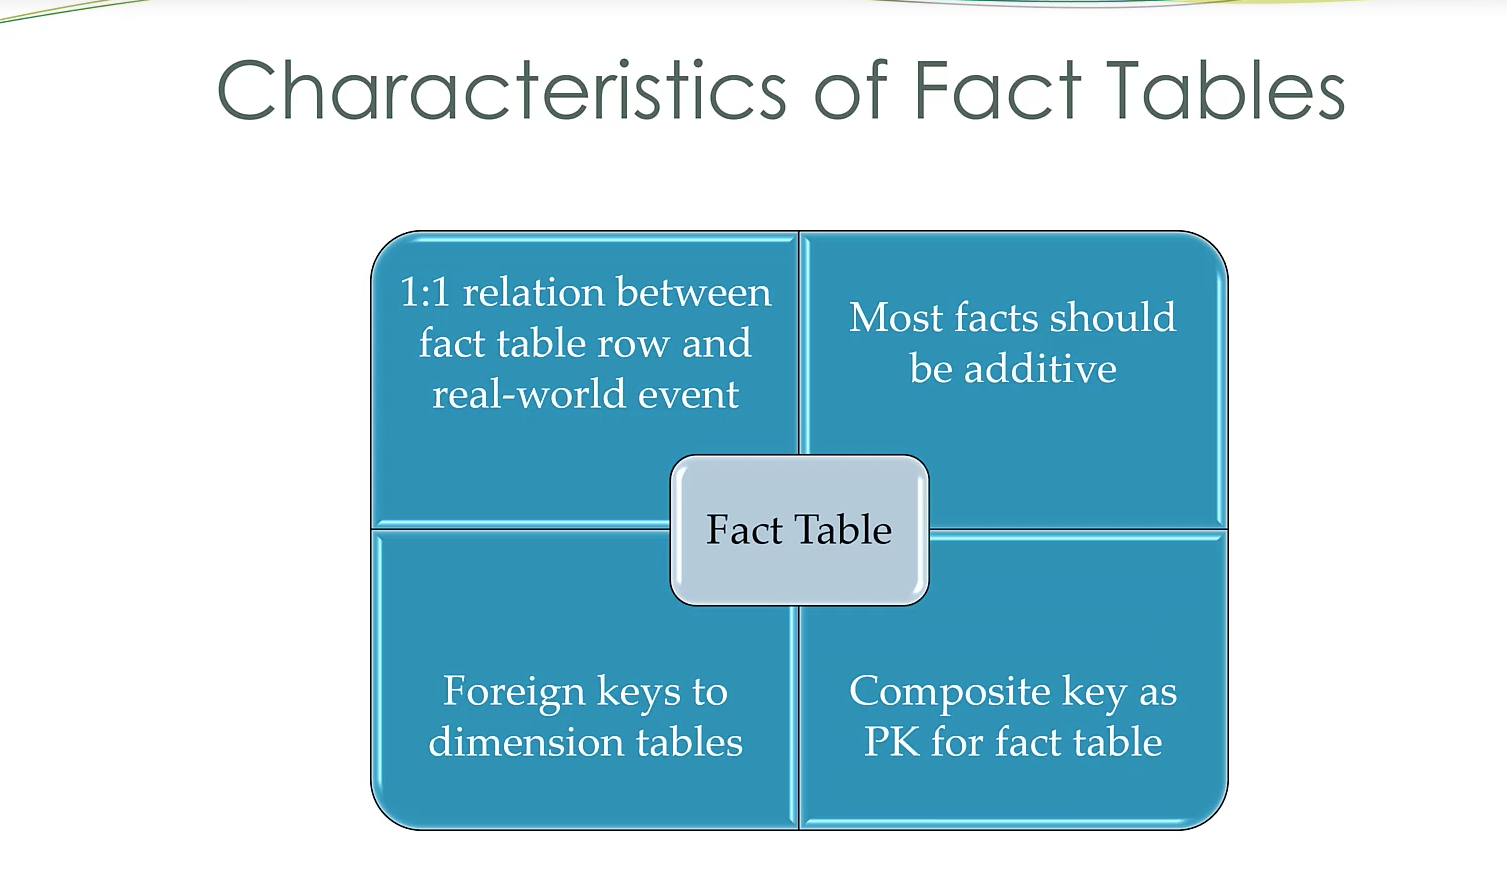 Characteristics of Fact Tables
1:1 relation between
fact table row and
real-world event
Most facts should
be additive
Fact Table
Foreign keys to
dimension tables
Composite key as
PK for fact table